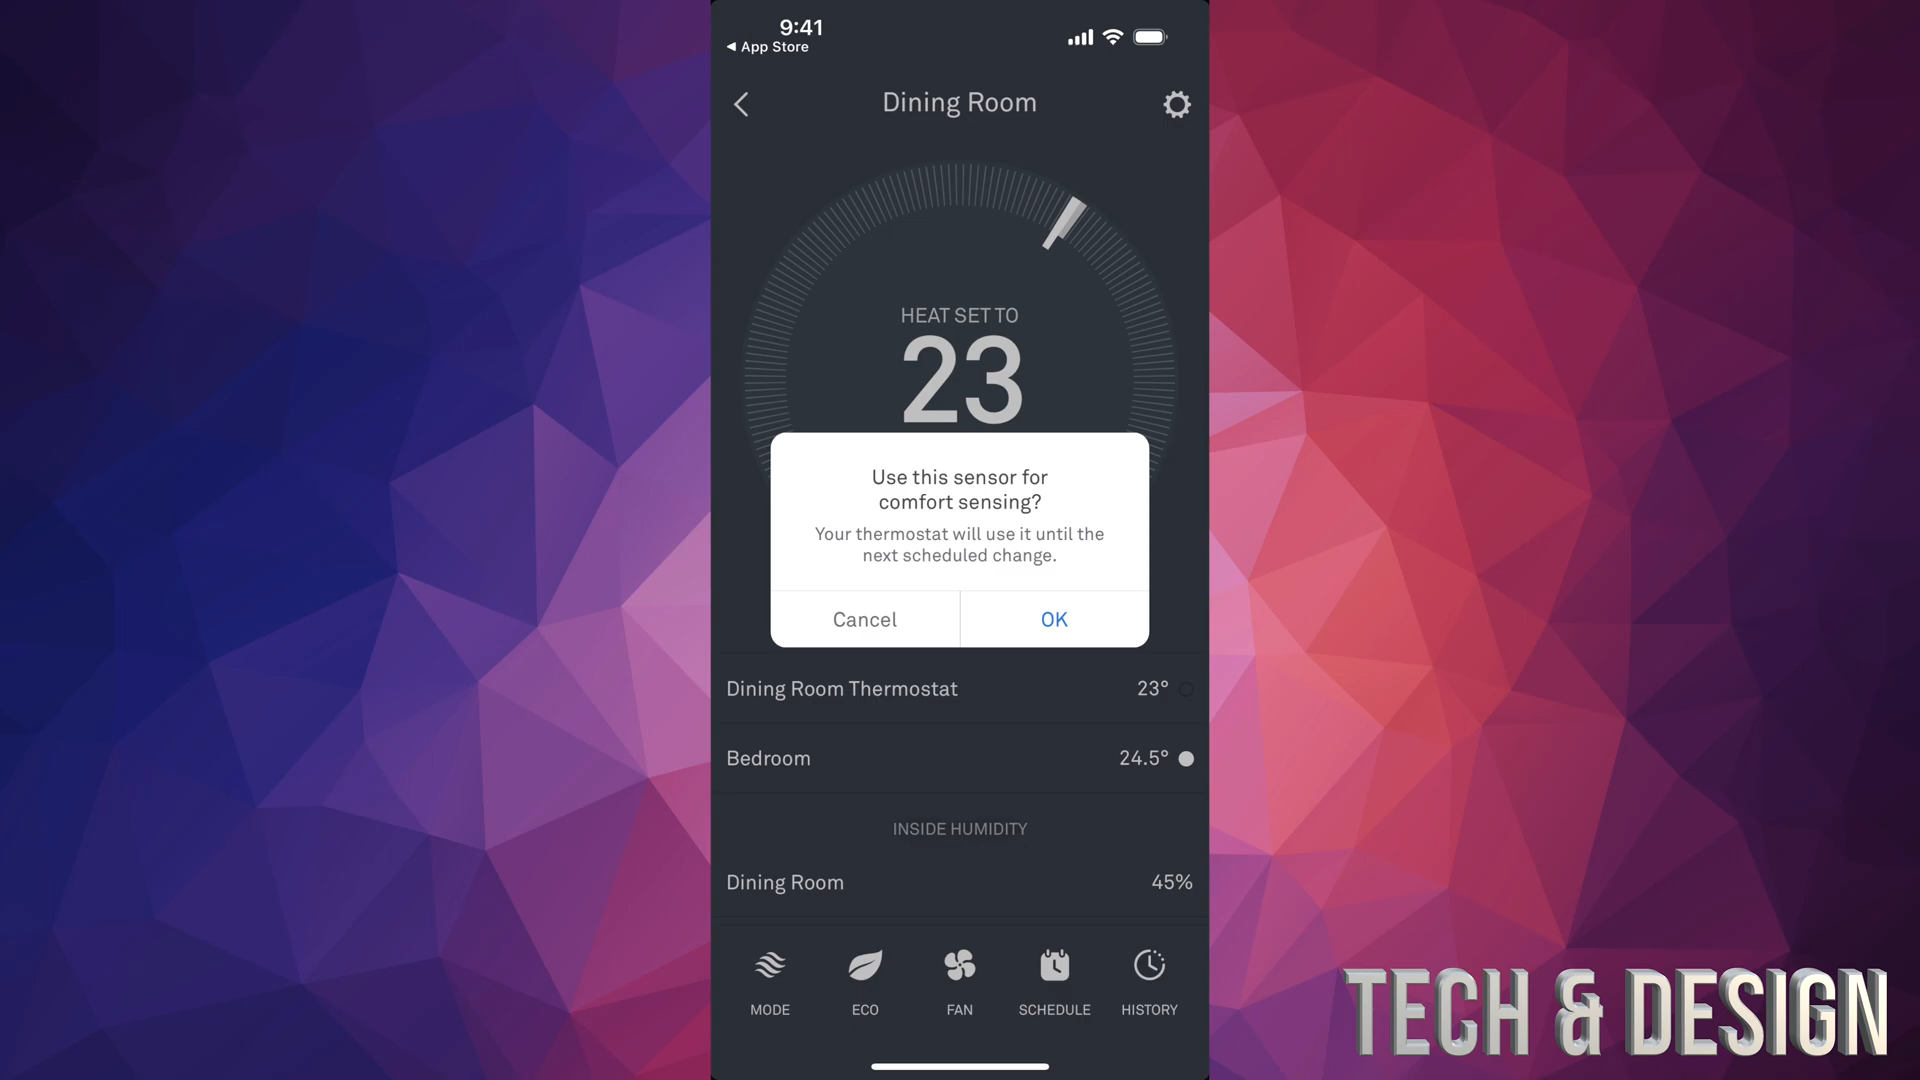 9:41
App Store
Dining Room
HEAT SET TO
23
Use this sensor for
comfort sensing?
Your thermostat will use it until the
next scheduled change.
Cancel OK
Dining Room Thermostat 23°
Bedroom 24.5°
INSIDE HUMIDITY
Dining Room 45%
MODE ECO FAN SCHEDULE HISTORY
TECH & DESIGN